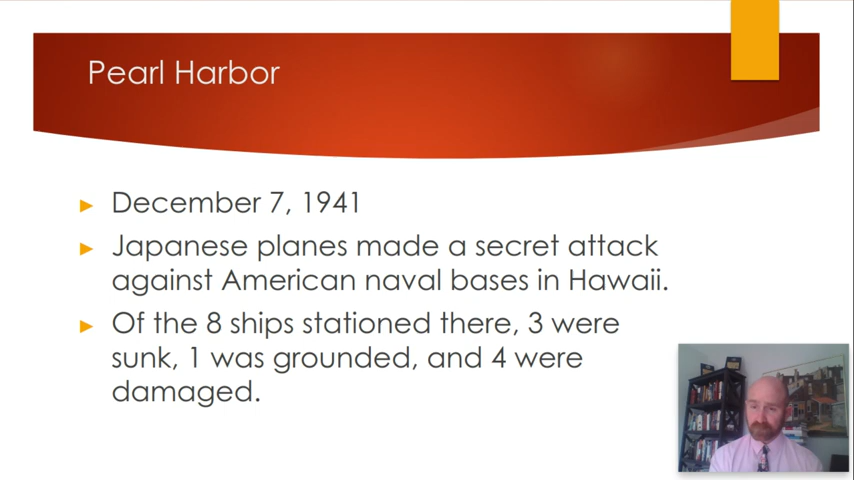 Pearl Harbor
December 7, 1941
Japanese planes made a secret attack
against American naval bases in Hawaii.
Of the 8 ships stationed there, 3 were
sunk, 1 was grounded, and 4 were
damaged.